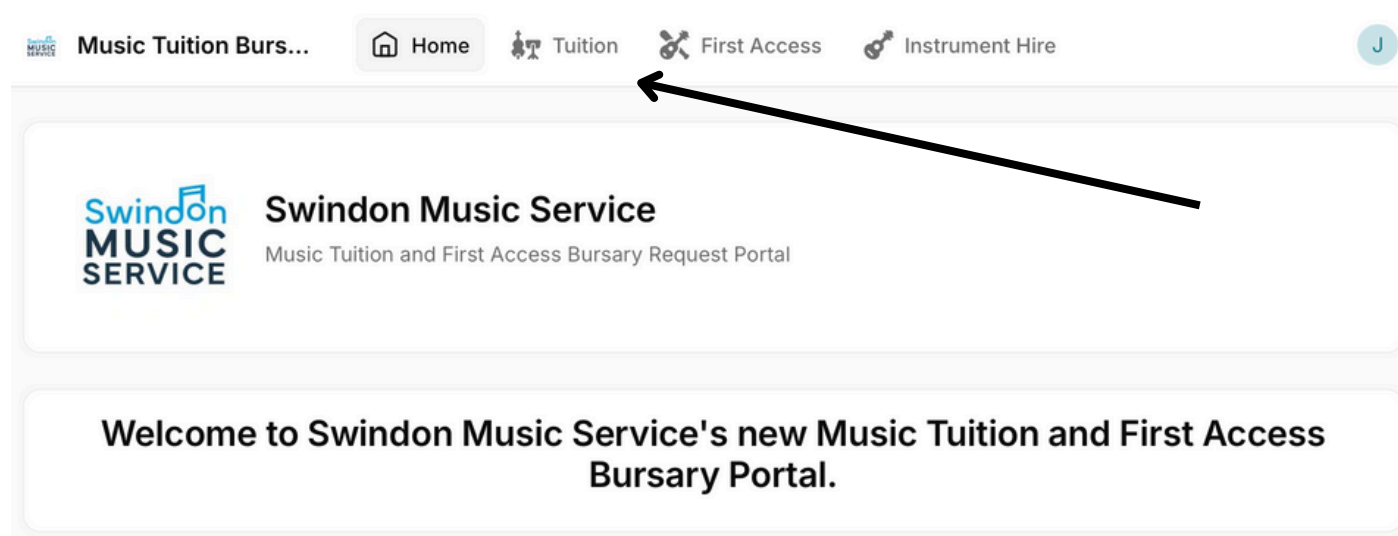 Music Tuition Burs... Home Tuition First Access Instrument Hire J
Swindon
MUSIC
SERVICE
Swindon Music Service
Music Tuition and First Access Bursary Request Portal
Welcome to Swindon Music Service's new Music Tuition and First Access
Bursary Portal.